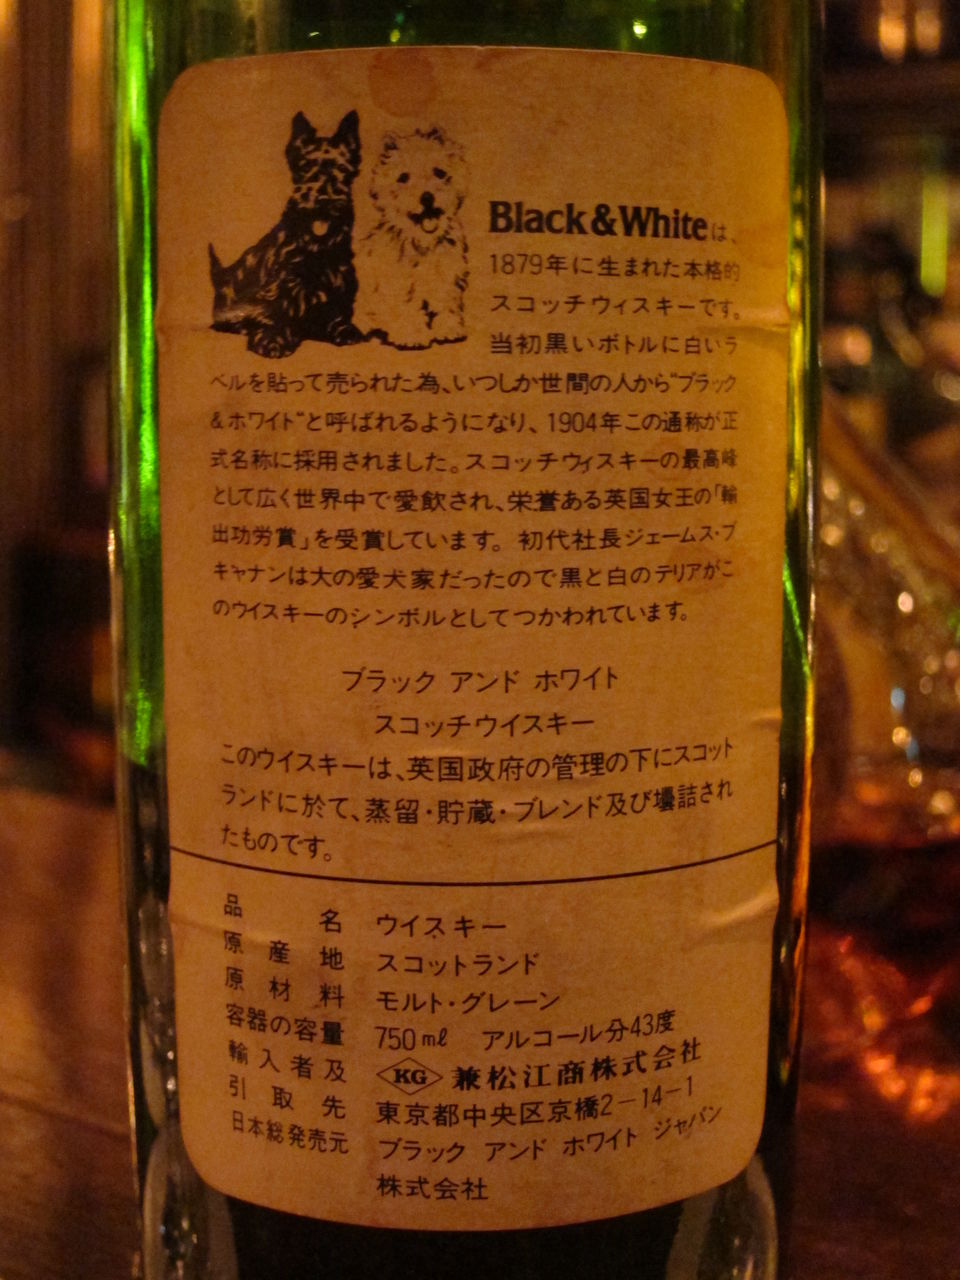 Black&Whiteは、
1879年に生まれた本格的
スコッチウィスキーです。
当初黒いボトルに白いラ
ベルを貼って売られた為、いつしか世間の人から“ブラック
&ホワイト”と呼ばれるようになり、1904年この通称が正
式名称に採用されました。スコッチウィスキーの最高峰
として広く世界中で愛飲され、栄誉ある英国女王の「輸
出功労賞」を受賞しています。初代社長ジェームス・ブ
キャナンは大の愛犬家だったので黒と白のテリアがこ
のウイスキーのシンボルとしてつかわれています。
ブラック アンド ホワイト
スコッチウイスキー
このウイスキーは、英国政府の管理の下にスコット
ランドに於て、蒸留・貯蔵・ブレンド及び壜詰され
たものです。
品名 ウイスキー
原産地 スコットランド
原材料 モルト・グレーン
容器の容量 750mℓ アルコール分43度
輸入者及 KG 兼松江商株式会社
引取先 東京都中央区京橋2-14-1
日本総発売元 ブラック アンド ホワイト ジャパン
株式会社